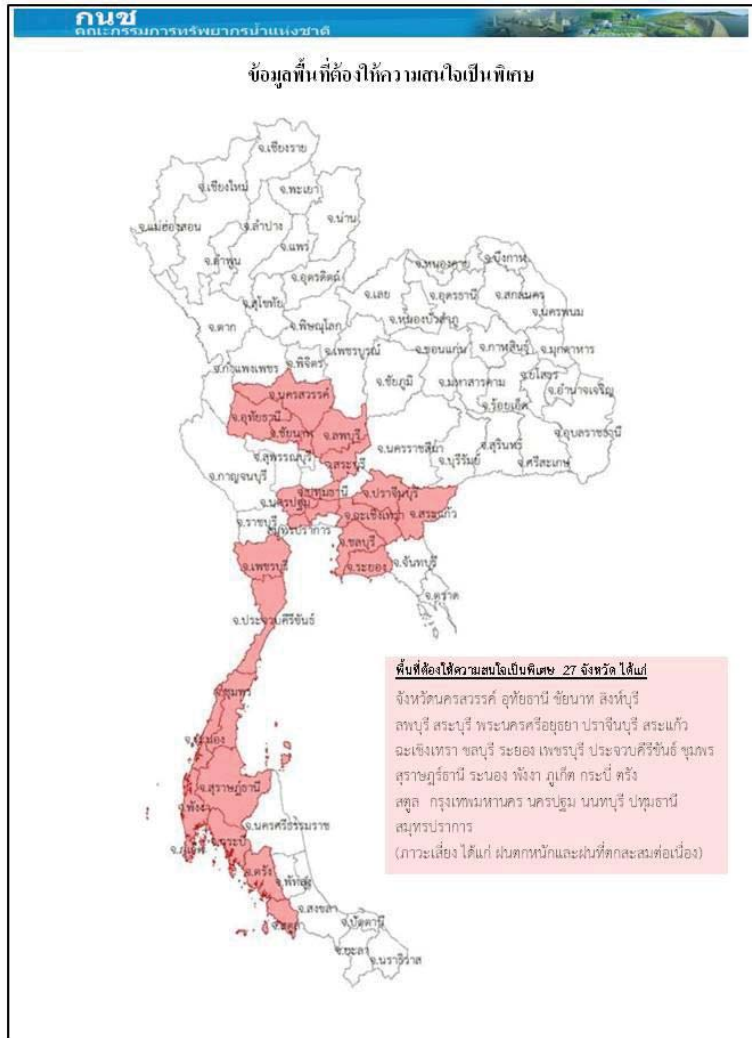 กนช
คณะกรรมการทรัพยากรน้ำแห่งชาติ
ข้อมูลพื้นที่ต้องให้ความสนใจเป็นพิเศษ
จ.เชียงราย
จ.เชียงใหม่
จ.พะเยา
จ.น่าน
จ.แม่ฮ่องสอน
จ.ลำปาง
จ.แพร่
จ.ลำพูน
จ.อุตรดิตถ์
จ.หนองคาย
จ.บึงกาฬ
จ.เลย
จ.อุดรธานี
จ.สกลนคร
จ.นครพนม
จ.สุโขทัย
จ.ตาก
จ.พิษณุโลก
จ.หนองบัวลำภู
จ.เพชรบูรณ์
จ.ขอนแก่น
จ.กาฬสินธุ์
จ.มุกดาหาร
จ.กำแพงเพชร
จ.พิจิตร
จ.ชัยภูมิ
จ.มหาสารคาม
จ.ยโสธร
จ.อำนาจเจริญ
จ.นครสวรรค์
จ.ร้อยเอ็ด
จ.อุทัยธานี
จ.ชัยนาท
จ.ลพบุรี
จ.อุบลราชธานี
จ.สุพรรณบุรี
จ.สระบุรี
จ.นครราชสีมา
จ.บุรีรัมย์
จ.สุรินทร์
จ.ศรีสะเกษ
จ.กาญจนบุรี
จ.ปทุมธานี
จ.ปราจีนบุรี
จ.นครปฐม
จ.ฉะเชิงเทรา
จ.สระแก้ว
จ.ราชบุรี
สมุทรปราการ
จ.ชลบุรี
จ.เพชรบุรี
จ.ระยอง
จ.จันทบุรี
จ.ตราด
จ.ประจวบคีรีขันธ์
พื้นที่ต้องให้ความสนใจเป็นพิเศษ 27 จังหวัด ได้แก่
จังหวัดนครสวรรค์ อุทัยธานี ชัยนาท สิงห์บุรี
ลพบุรี สระบุรี พระนครศรีอยุธยา ปราจีนบุรี สระแก้ว
ฉะเชิงเทรา ชลบุรี ระยอง เพชรบุรี ประจวบคีรีขันธ์ ชุมพร
สุราษฎร์ธานี ระนอง พังงา ภูเก็ต กระบี่ ตรัง
สตูล กรุงเทพมหานคร นครปฐม นนทบุรี ปทุมธานี
สมุทรปราการ
(ภาวะเสี่ยง ได้แก่ ฝนตกหนักและฝนที่ตกสะสมต่อเนื่อง)
จ.ชุมพร
จ.ระนอง
จ.สุราษฎร์ธานี
จ.พังงา
จ.นครศรีธรรมราช
จ.ภูเก็ต
จ.กระบี่
จ.ตรัง
จ.พัทลุง
จ.สงขลา
จ.สตูล
จ.ปัตตานี
จ.ยะลา
จ.นราธิวาส